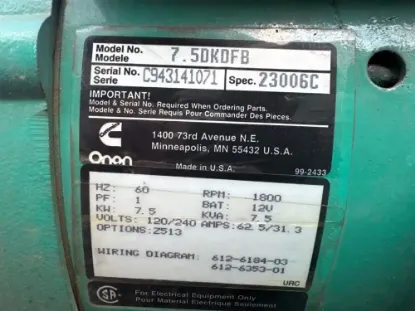 Model No. 7.5DKDFB
Modele
Serial No. C943141071 Spec. 23006C
Serie
IMPORTANT!
Model & Serial No. Required When Ordering Parts.
Modele & No. Serie Requis Pour Commander Des Pieces.
Onan
1400 73rd Avenue N.E.
Minneapolis, MN 55432 U.S.A.
Made in U.S.A.
99-2433
HZ: 60 RPM: 1800
PF: 1 BAT: 12V
KW: 7.5 KVA: 7.5
VOLTS: 120/240 AMPS: 62.5/31.3
OPTIONS: Z513
WIRING DIAGRAM: 612-6184-03
612-6353-01
URC
For Electrical Equipment Only
Pour Material Electrique Seulement